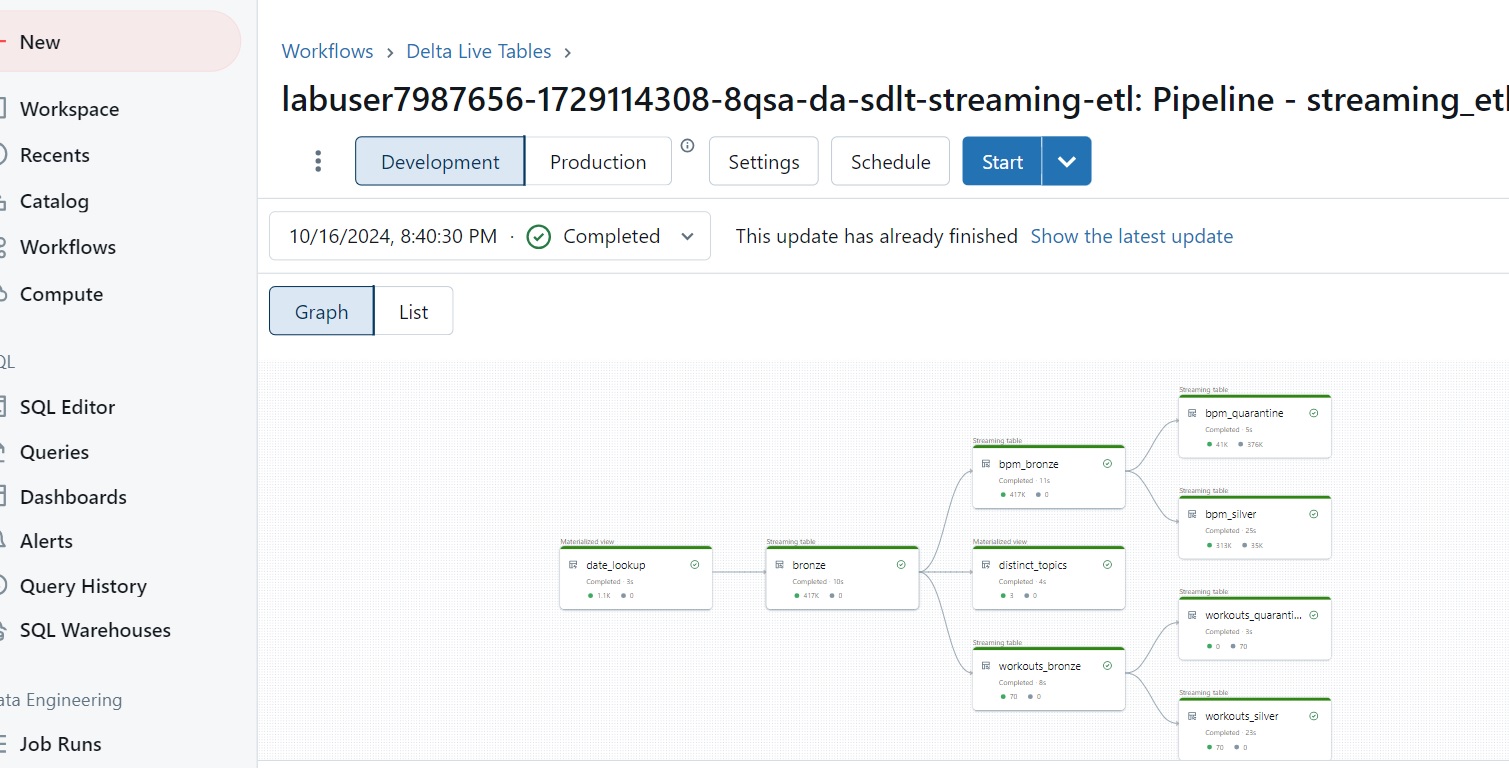 New
Workspace
Recents
Catalog
Workflows
Compute
QL
SQL Editor
Queries
Dashboards
Alerts
Query History
SQL Warehouses
ata Engineering
Job Runs
Workflows › Delta Live Tables ›
labuser7987656-1729114308-8qsa-da-sdlt-streaming-etl: Pipeline - streaming_etl
Development Production Settings Schedule Start
10/16/2024, 8:40:30 PM · Completed This update has already finished Show the latest update
Graph List
Materialized view
date_lookup
Completed · 3s
1.1K 0
Streaming table
bronze
Completed · 10s
417K 0
Streaming table
bpm_bronze
Completed · 11s
417K 0
Materialized view
distinct_topics
Completed · 4s
3 0
Streaming table
workouts_bronze
Completed · 8s
70 0
Streaming table
bpm_quarantine
Completed · 5s
41K 376K
Streaming table
bpm_silver
Completed · 25s
313K 35K
Streaming table
workouts_quaranti...
Completed · 3s
0 70
Streaming table
workouts_silver
Completed · 23s
70 0